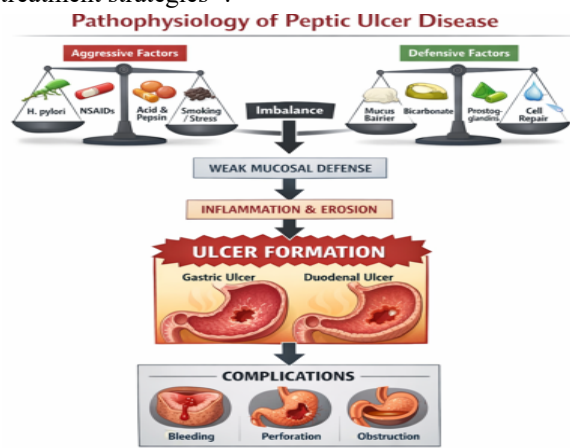 treatment strategies
Pathophysiology of Peptic Ulcer Disease
Aggressive Factors
Defensive Factors
H. pylori
NSAIDs
Acid &
Pepsin
Smoking
/Stress
Imbalance
Mucus
Bairier
Bicarbonate
Prostog-
glandins
Cell
Repair
WEAK MUCOSAL DEFENSE
INFLAMMATION & EROSION
ULCER FORMATION
Gastric Ulcer
Duodenal Ulcer
COMPLICATIONS
Bleeding
Perforation
Obstruction